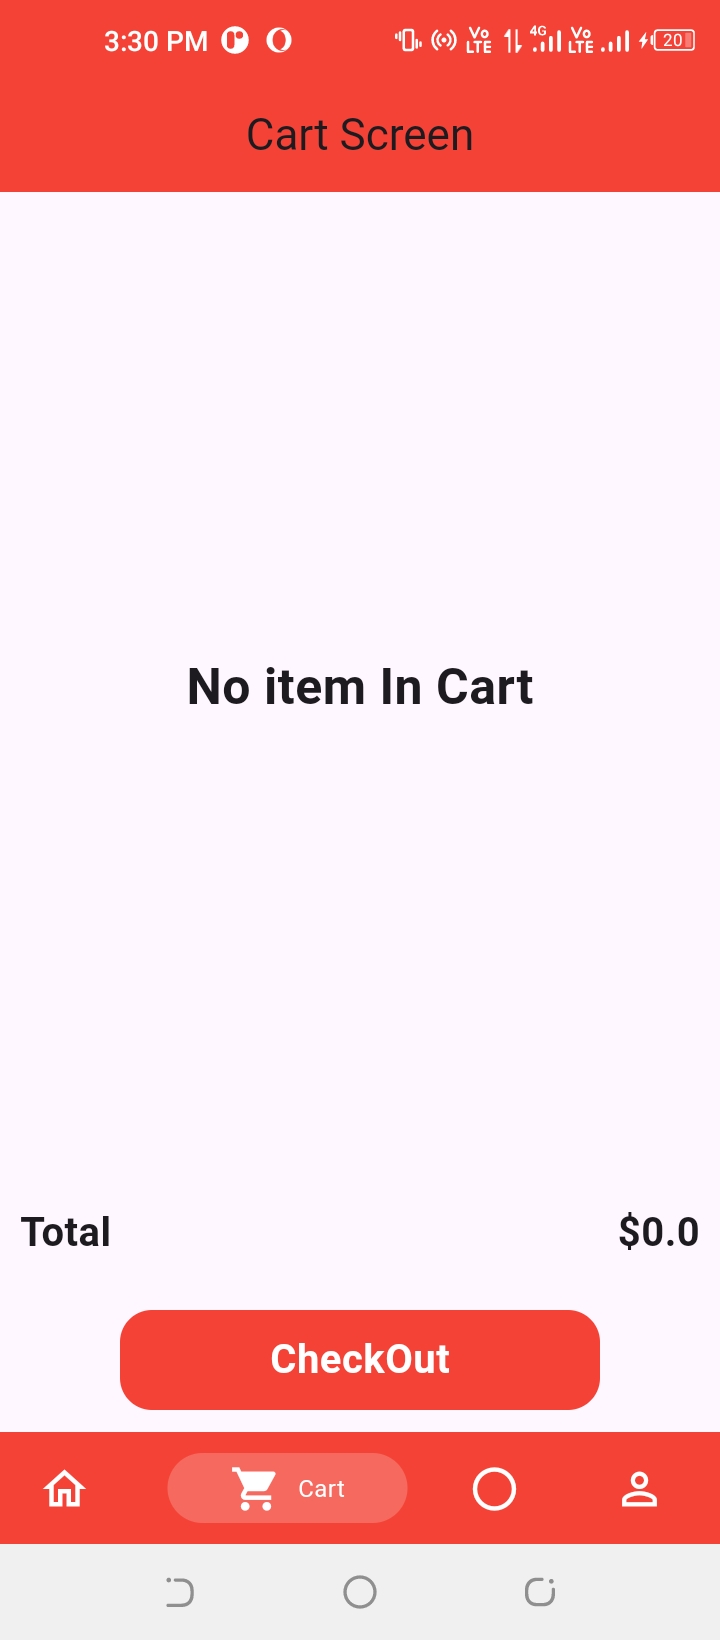 3:30 PM
Vo LTE 4G Vo LTE 20
Cart Screen
No item In Cart
Total $0.0
CheckOut
Cart